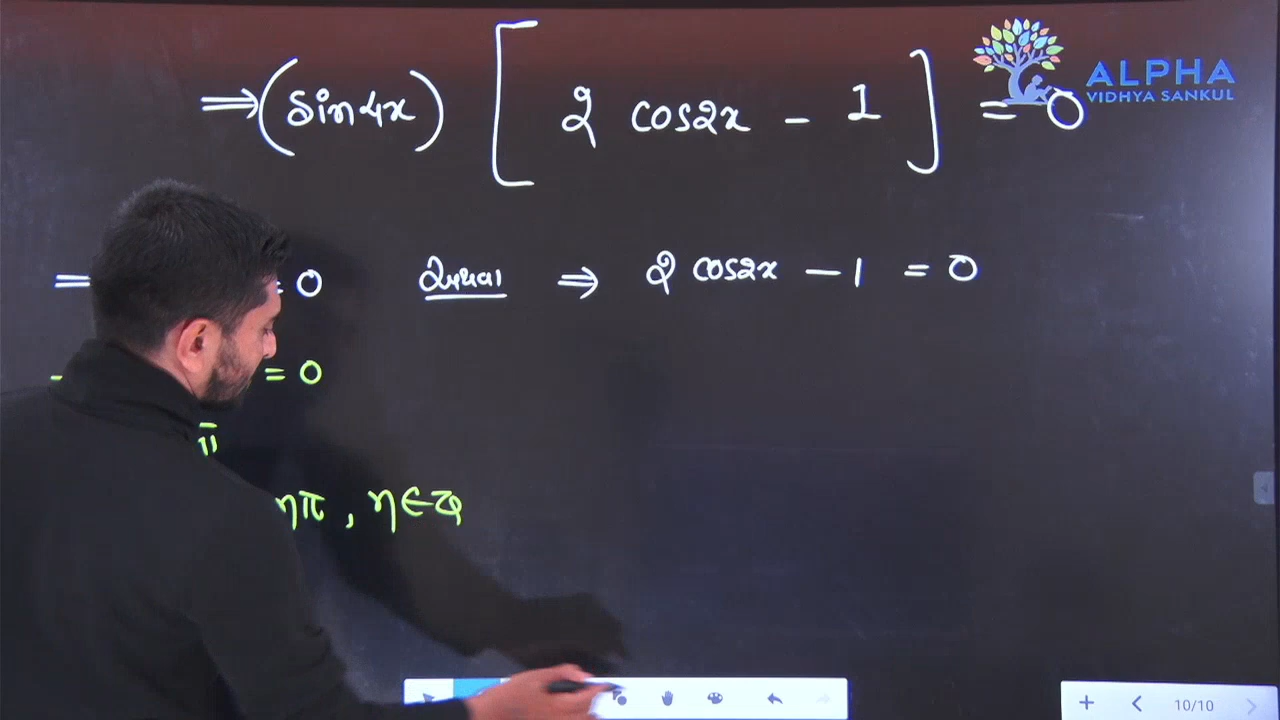 ⇒ (sin4x) [ 2 cos2x - 1 ] = 0
ALPHA
VIDHYA SANKUL
= 0 અથવા ⇒ 2 cos2x - 1 = 0
= 0
nπ, n∈Z
10/10